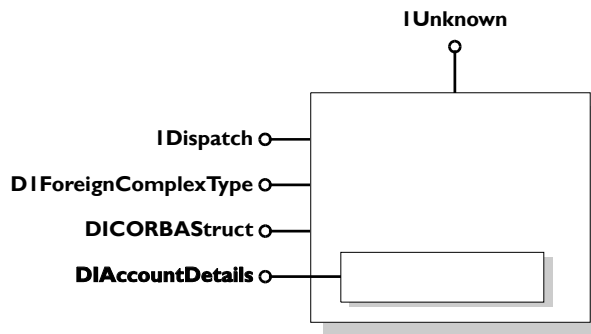 IUnknown
IDispatch
DIForeignComplexType
DICORBAStruct
DIAccountDetails